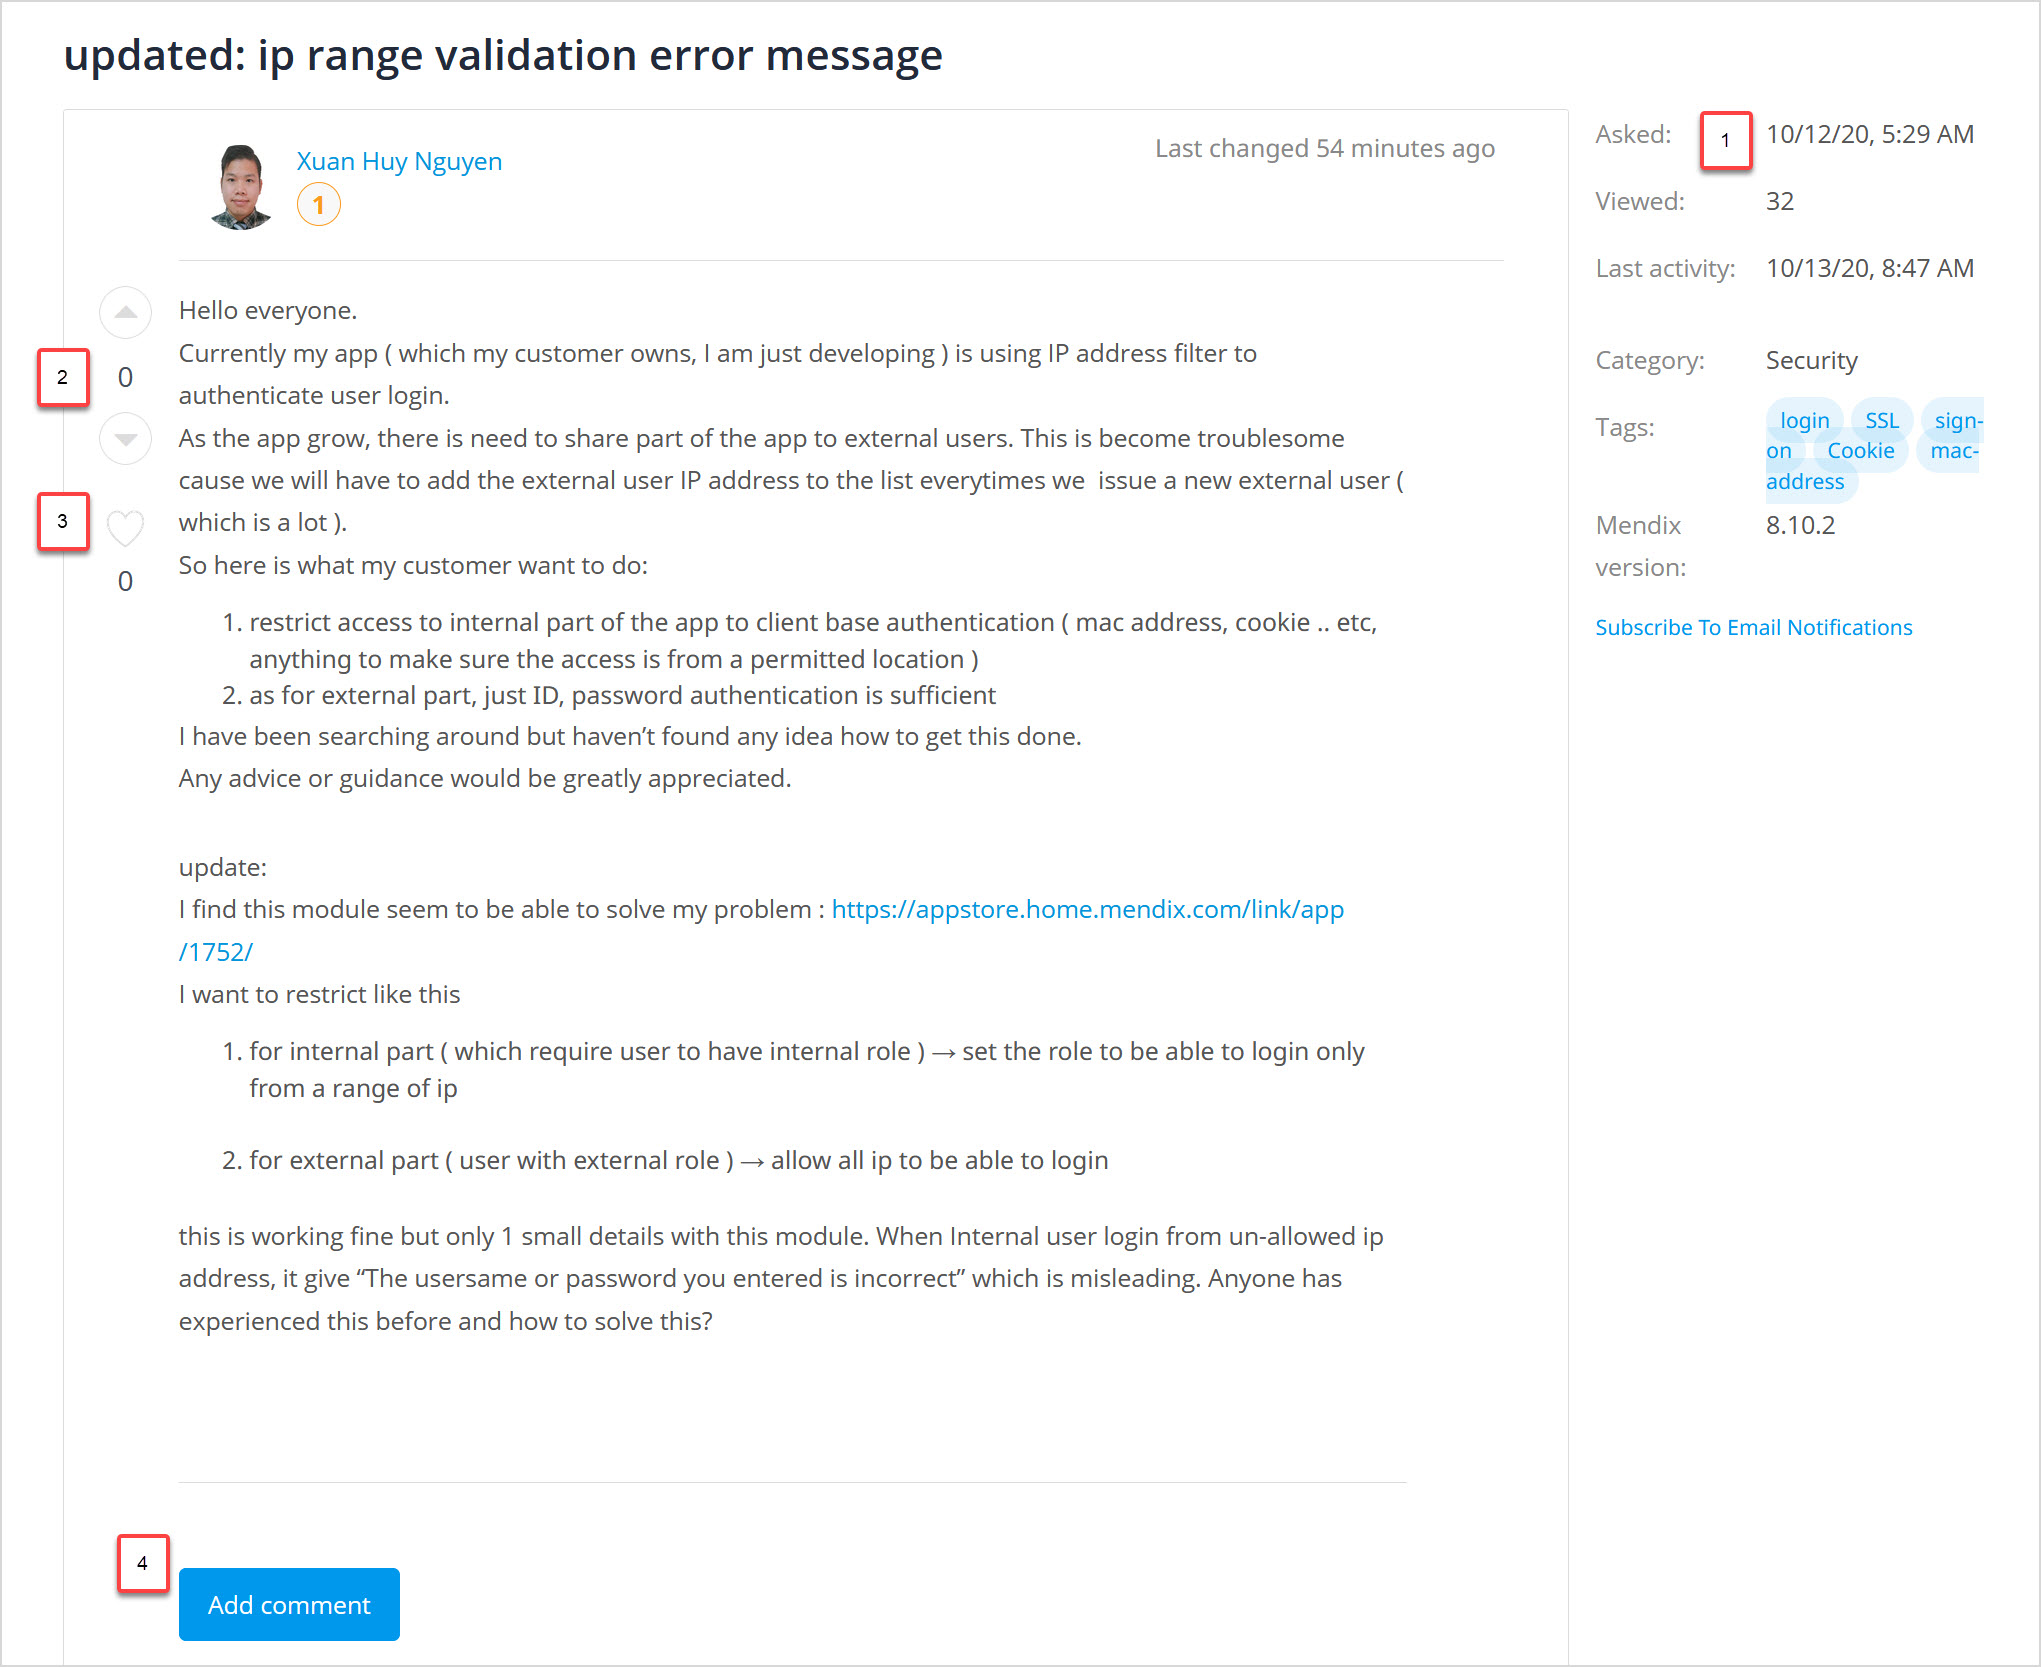 updated: ip range validation error message
Xuan Huy Nguyen
1
Last changed 54 minutes ago
2
0
3
0
Hello everyone.
Currently my app ( which my customer owns, I am just developing ) is using IP address filter to
authenticate user login.
As the app grow, there is need to share part of the app to external users. This is become troublesome
cause we will have to add the external user IP address to the list everytimes we  issue a new external user (
which is a lot ).
So here is what my customer want to do:
1. restrict access to internal part of the app to client base authentication ( mac address, cookie .. etc,
anything to make sure the access is from a permitted location )
2. as for external part, just ID, password authentication is sufficient
I have been searching around but haven’t found any idea how to get this done.
Any advice or guidance would be greatly appreciated.
update:
I find this module seem to be able to solve my problem : https://appstore.home.mendix.com/link/app
/1752/
I want to restrict like this
1. for internal part ( which require user to have internal role ) → set the role to be able to login only
from a range of ip
2. for external part ( user with external role ) → allow all ip to be able to login
this is working fine but only 1 small details with this module. When Internal user login from un-allowed ip
address, it give “The usersame or password you entered is incorrect” which is misleading. Anyone has
experienced this before and how to solve this?
4
Add comment
Asked: 1 10/12/20, 5:29 AM
Viewed: 32
Last activity: 10/13/20, 8:47 AM
Category: Security
Tags: login SSL sign-
on Cookie mac-
address
Mendix 8.10.2
version:
Subscribe To Email Notifications